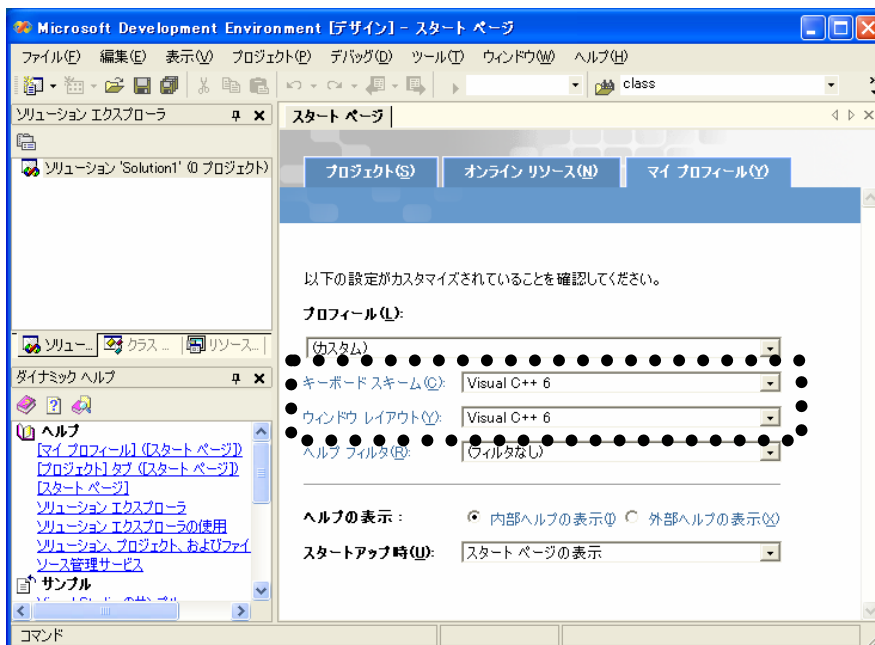 Microsoft Development Environment [デザイン] - スタート ページ
ファイル(F) 編集(E) 表示(V) プロジェクト(P) デバッグ(D) ツール(T) ウィンドウ(W) ヘルプ(H)
class
ソリューション エクスプローラ
ソリューション 'Solution1' (0 プロジェクト)
ソリュー... クラス ... リソース...
ダイナミック ヘルプ
ヘルプ
[マイ プロフィール] ([スタート ページ])
[プロジェクト] タブ ([スタート ページ])
[スタート ページ]
ソリューション エクスプローラ
ソリューション エクスプローラの使用
ソリューション、プロジェクト、およびファイ
ソース管理サービス
サンプル
スタート ページ
プロジェクト(S) オンライン リソース(N) マイ プロフィール(Y)
以下の設定がカスタマイズされていることを確認してください。
プロフィール(L):
(カスタム)
キーボード スキーム(C): Visual C++ 6
ウィンドウ レイアウト(Y): Visual C++ 6
ヘルプ フィルタ(R): (フィルタなし)
ヘルプの表示 : 内部ヘルプの表示(I) 外部ヘルプの表示(X)
スタートアップ時(U): スタート ページの表示
コマンド